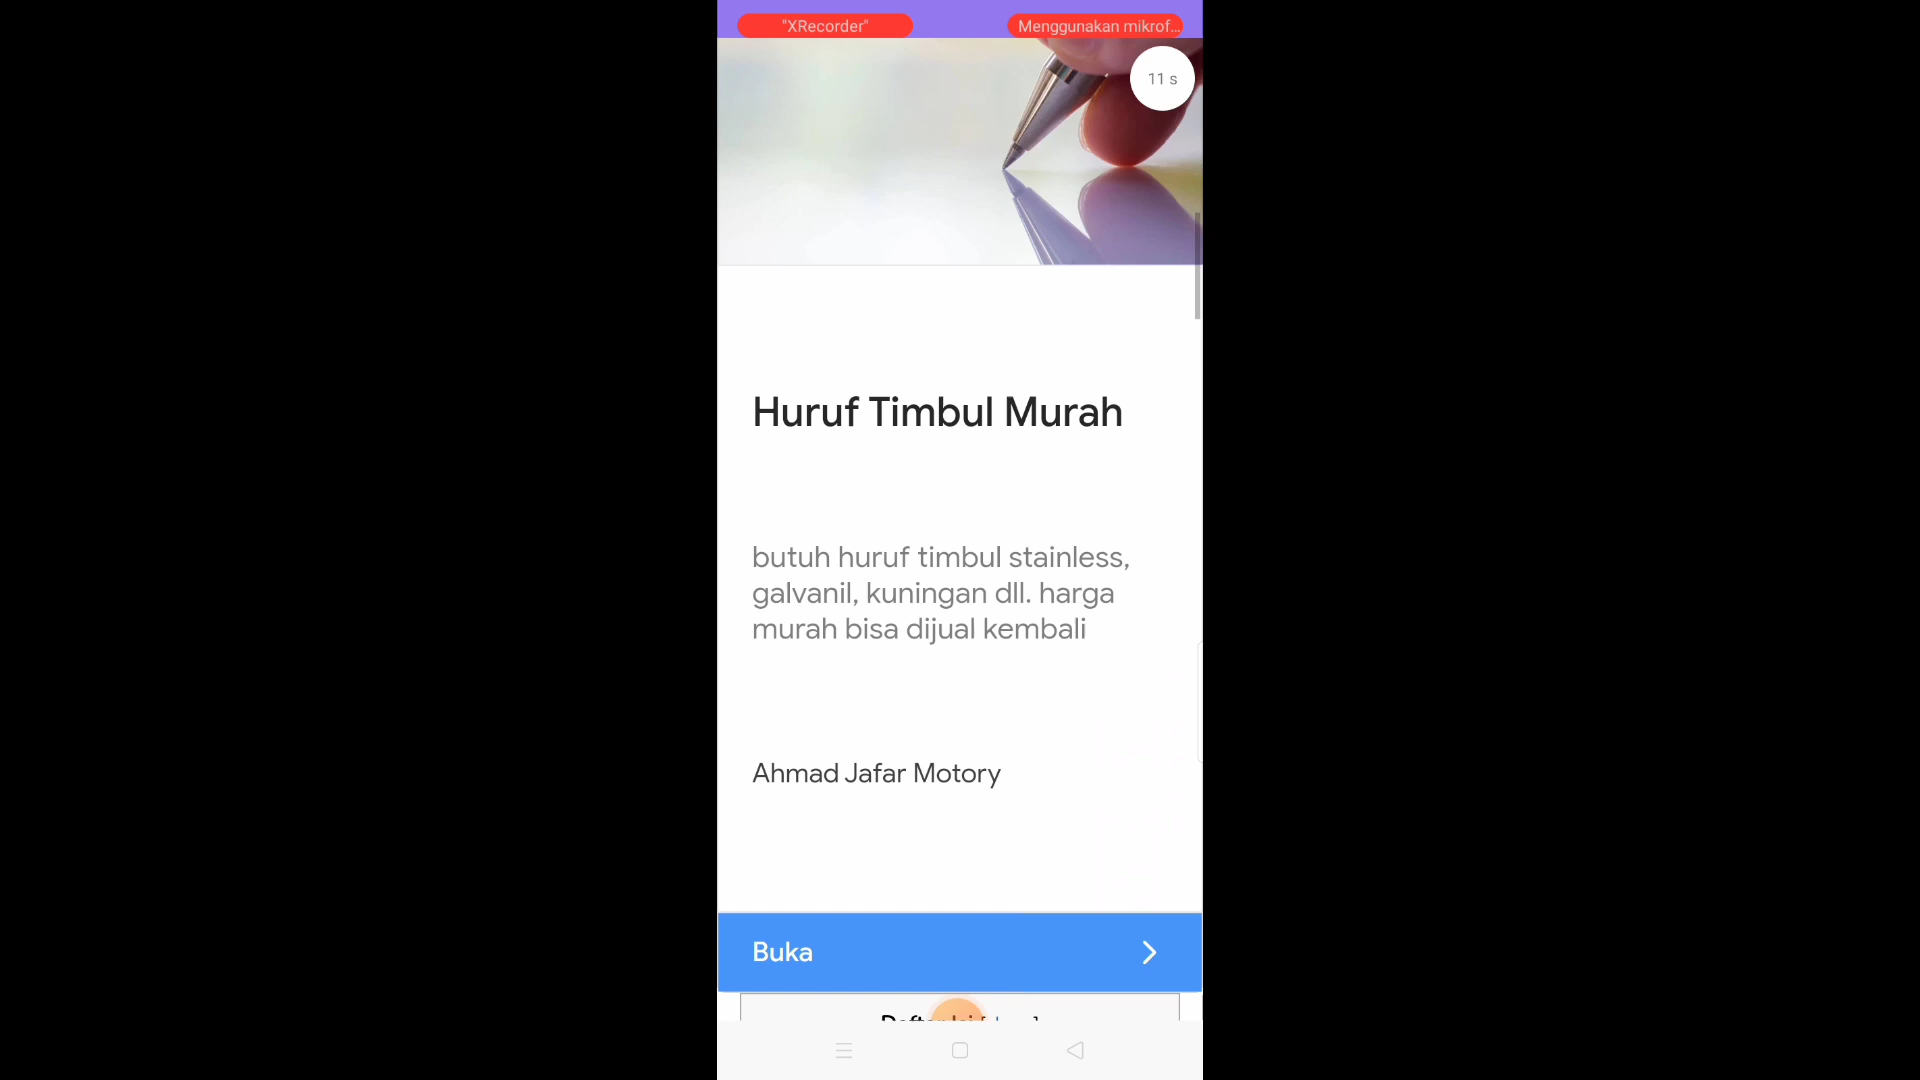 "XRecorder"
Menggunakan mikrof...
11 s
Huruf Timbul Murah
butuh huruf timbul stainless,
galvanil, kuningan dll. harga
murah bisa dijual kembali
Ahmad Jafar Motory
Buka